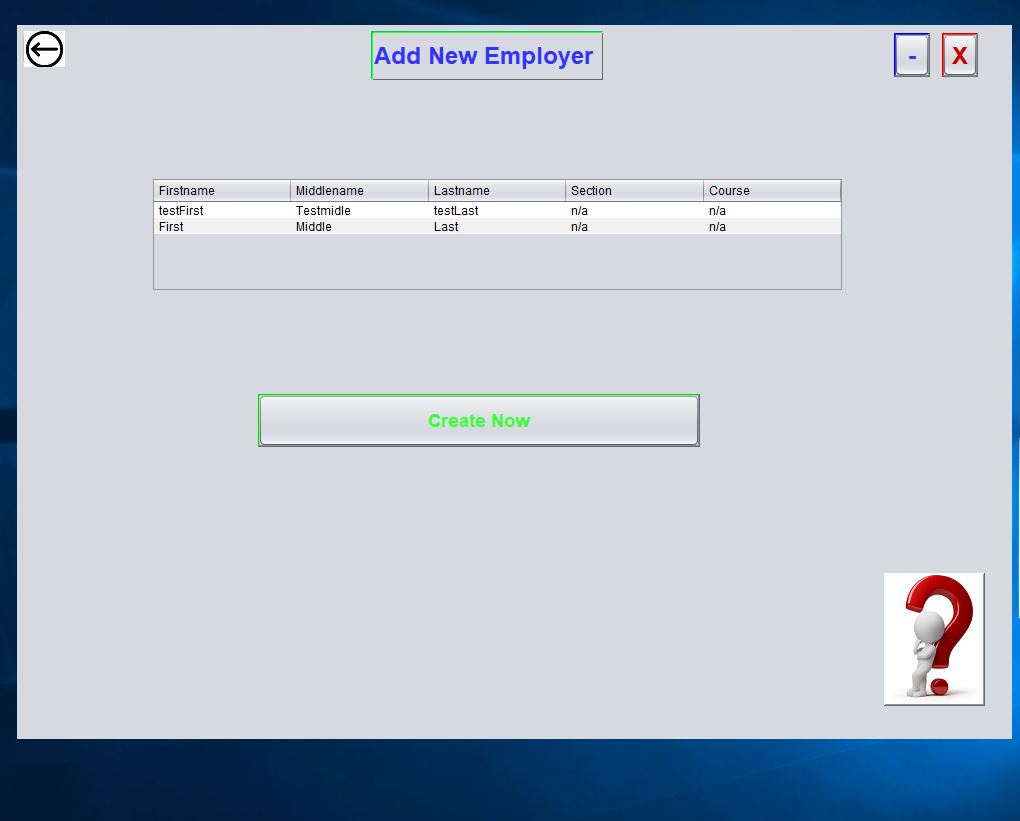 Add New Employer
- X
Firstname Middlename Lastname Section Course
testFirst Testmidle testLast n/a n/a
First Middle Last n/a n/a
Create Now
?